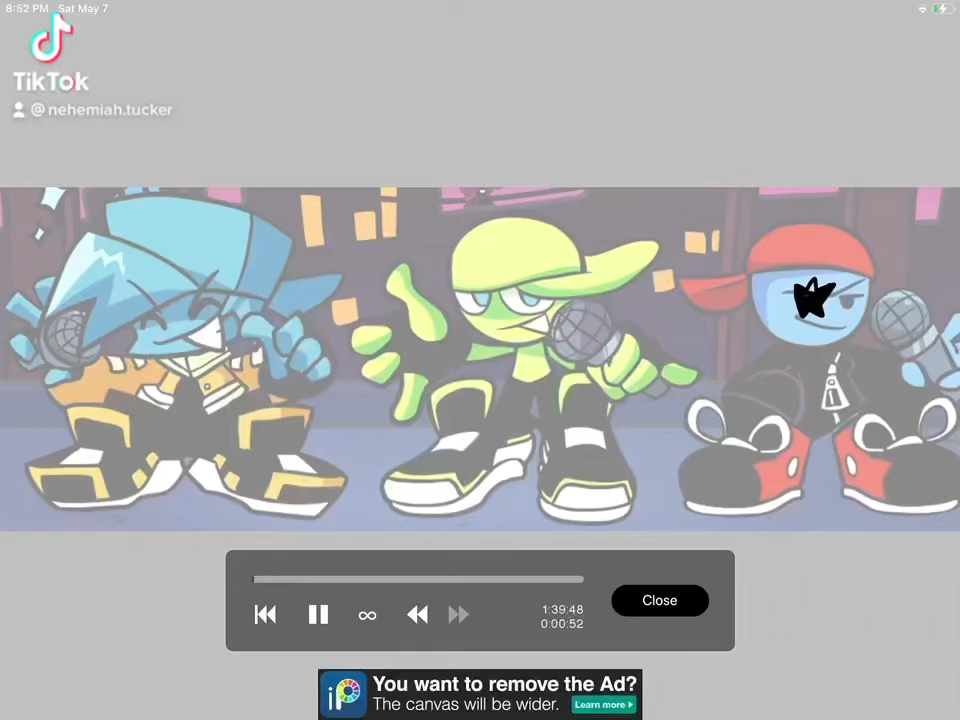 8:52 PM Sat May 7
TikTok
@nehemiah.tucker
1:39:48
0:00:52
Close
iP
You want to remove the Ad?
The canvas will be wider.
Learn more